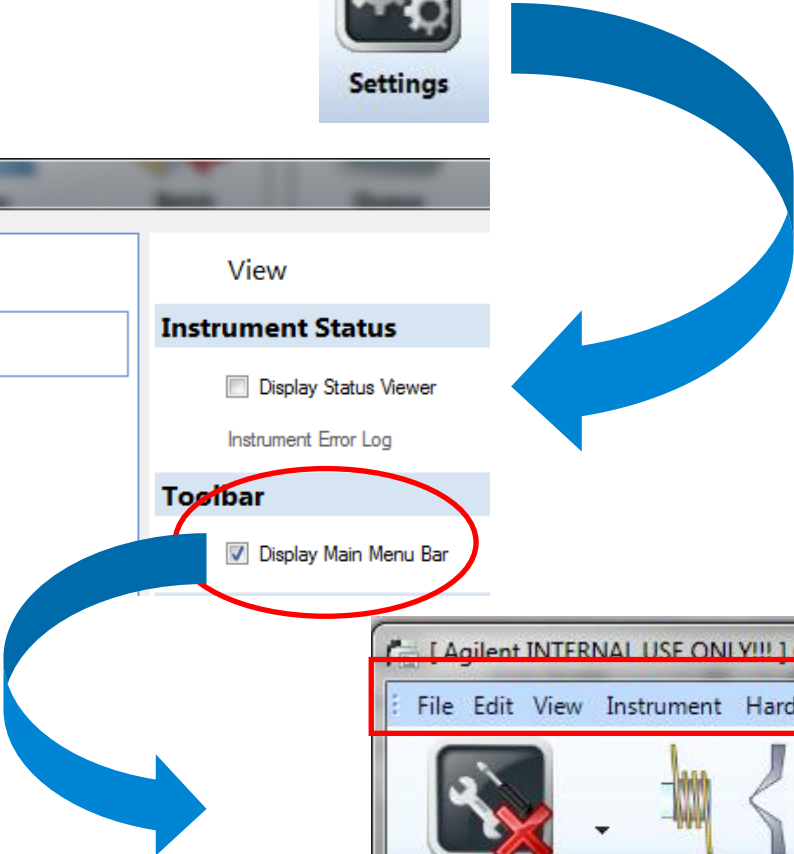 Settings
View
Instrument Status
Display Status Viewer
Instrument Error Log
Toolbar
Display Main Menu Bar
[ Agilent INTERNAL USE ONLY!!! ]
File Edit View Instrument Hard